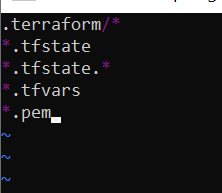 .terraform/*
*.tfstate
*.tfstate.*
*.tfvars
*.pem
~
~
~